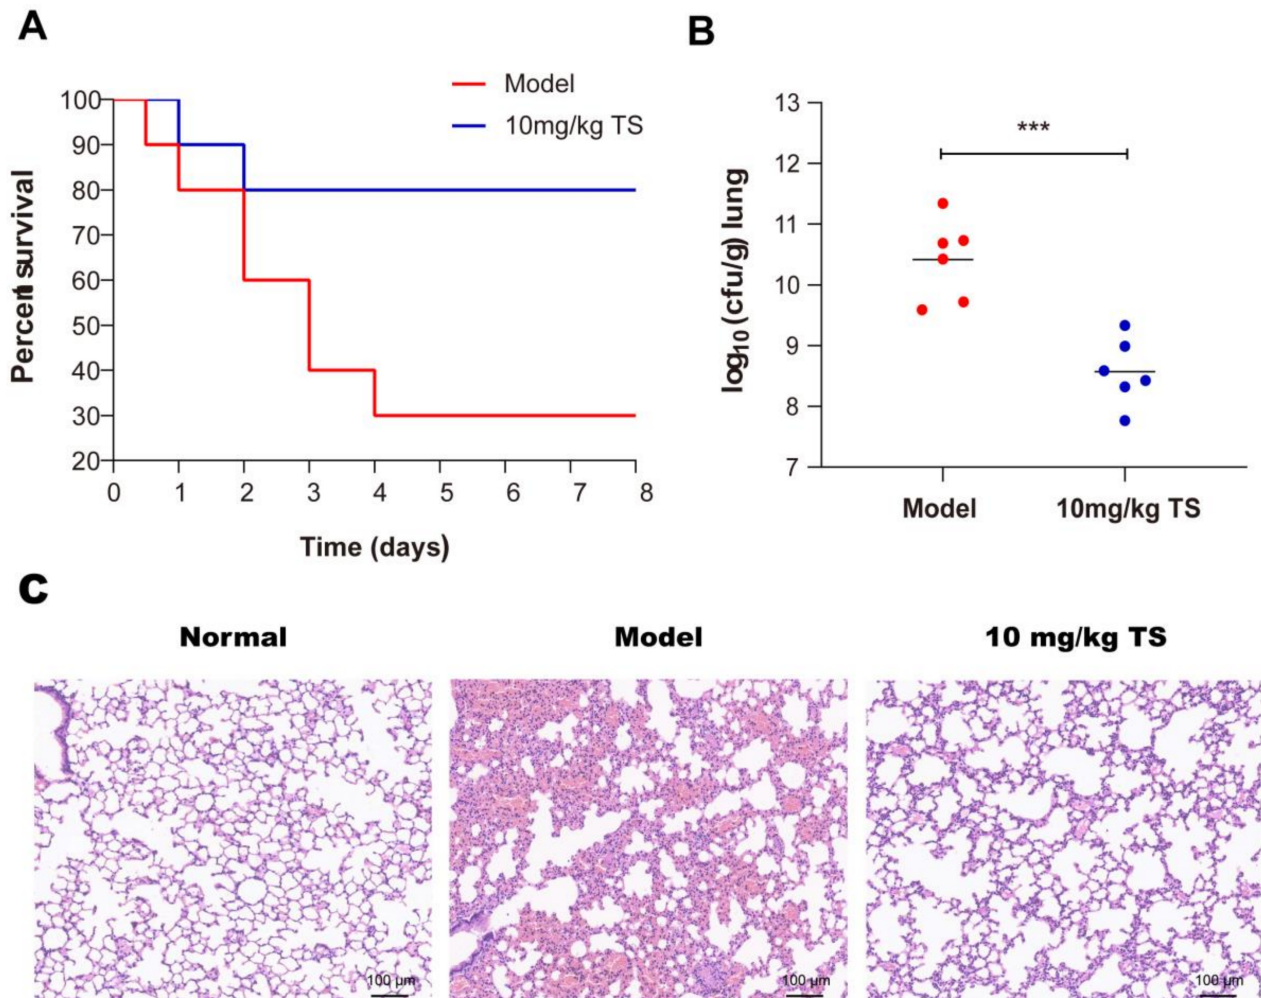 A
Model
10mg/kg TS
100
90
80
70
60
50
40
30
20
Percent survival
0 1 2 3 4 5 6 7 8
Time (days)
B
13
12
11
10
9
8
7
log10 (cfu/g) lung
***
Model 10mg/kg TS
C
Normal Model 10 mg/kg TS
100 μm 100 μm 100 μm